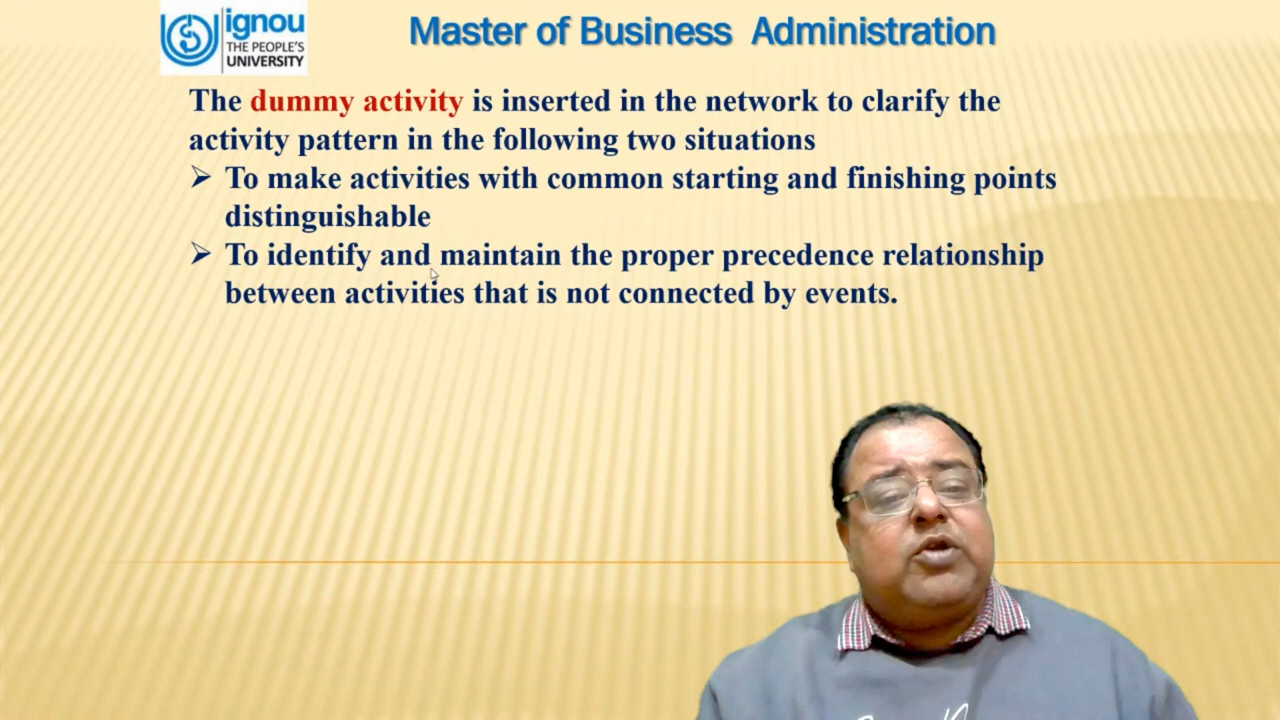 ignou
THE PEOPLE'S
UNIVERSITY
Master of Business Administration
The dummy activity is inserted in the network to clarify the
activity pattern in the following two situations
To make activities with common starting and finishing points
distinguishable
To identify and maintain the proper precedence relationship
between activities that is not connected by events.